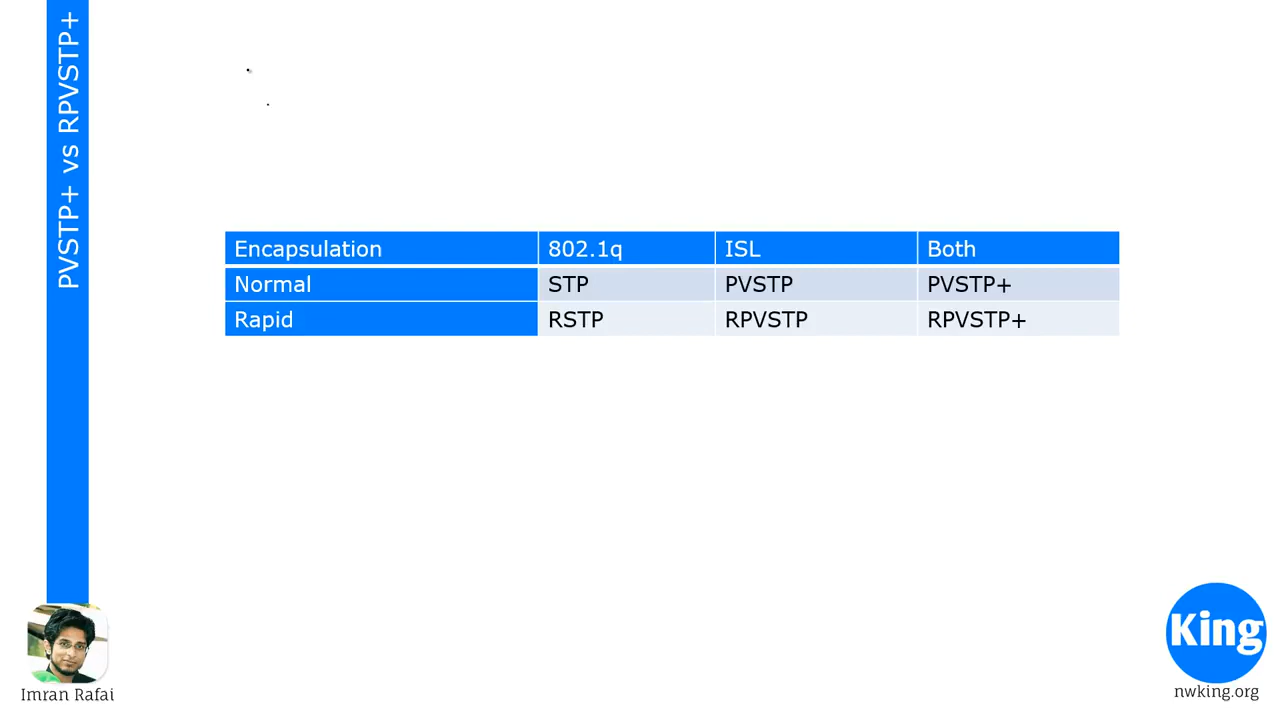 PVSTP+ vs RPVSTP+
Encapsulation 802.1q ISL Both
Normal STP PVSTP PVSTP+
Rapid RSTP RPVSTP RPVSTP+
Imran Rafai
King
nwking.org